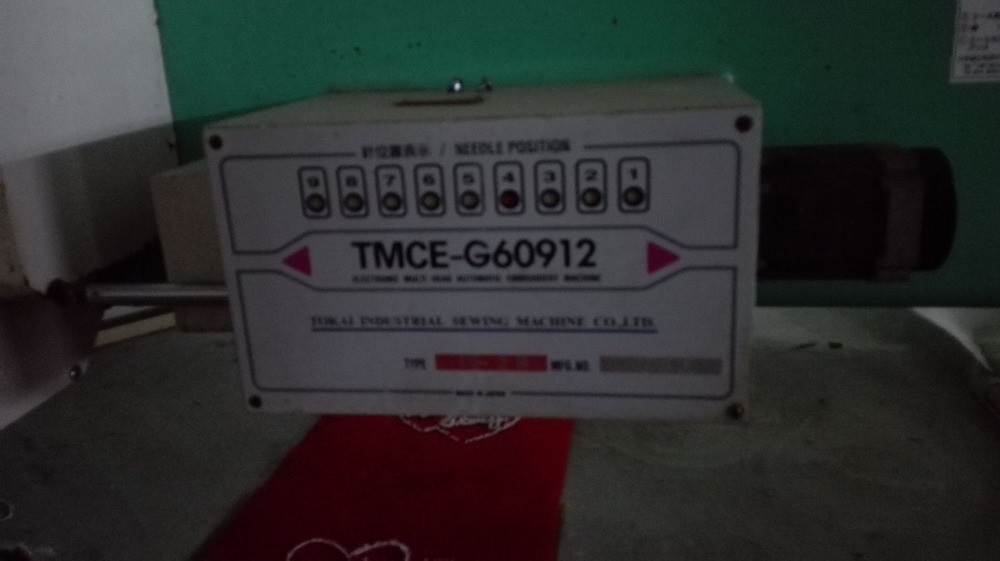 針位置表示 / NEEDLE POSITION
9 8 7 6 5 4 3 2 1
TMCE-G60912
ELECTRONIC MULTI-HEAD AUTOMATIC EMBROIDERY MACHINE
TOKAI INDUSTRIAL SEWING MACHINE CO.,LTD.
TYPE MFG.NO.
MADE IN JAPAN